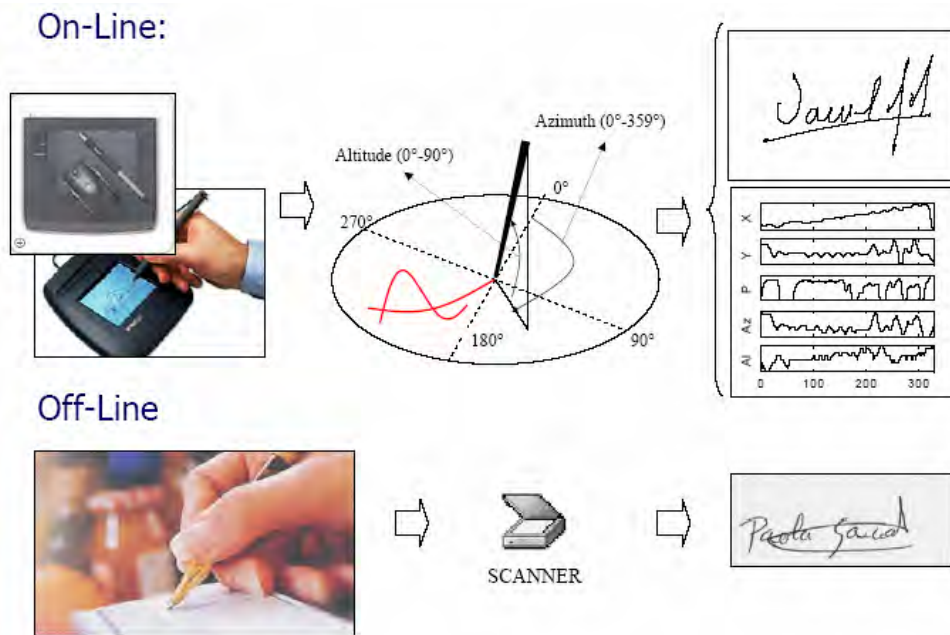 On-Line:
Azimuth (0°-359°)
Altitude (0°-90°)
0°
270°
180°
90°
X
Y
P
Az
Al
0 100 200 300
Off-Line
SCANNER
Paola